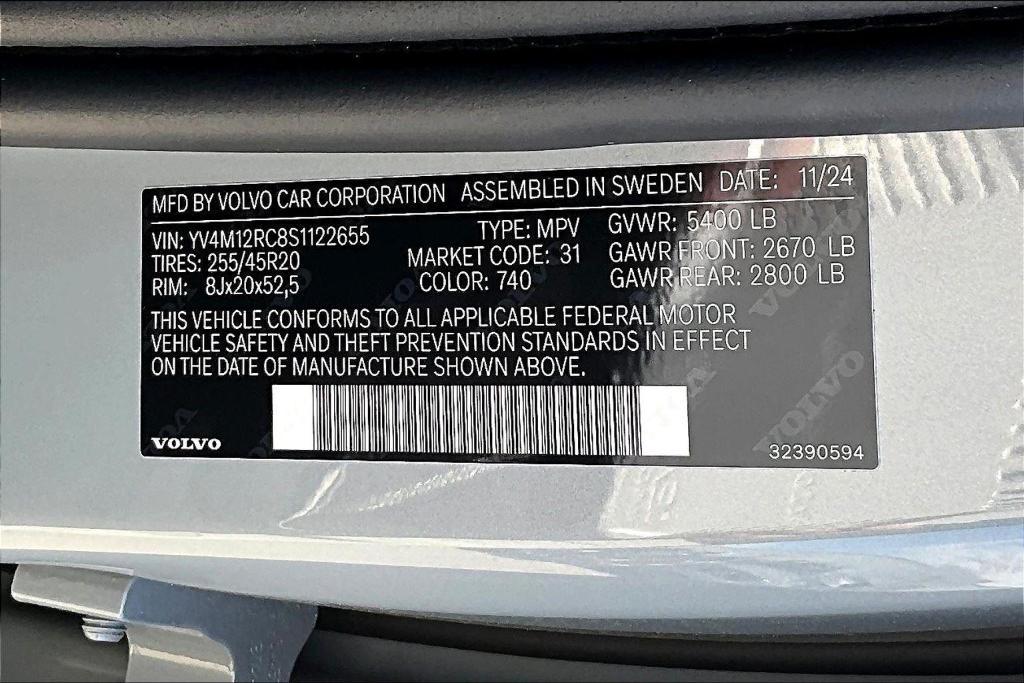 MFD BY VOLVO CAR CORPORATION ASSEMBLED IN SWEDEN DATE: 11/24
VIN: YV4M12RC8S1122655 TYPE: MPV GVWR: 5400 LB
TIRES: 255/45R20 MARKET CODE: 31 GAWR FRONT: 2670 LB
RIM: 8Jx20x52,5 COLOR: 740 GAWR REAR: 2800 LB
THIS VEHICLE CONFORMS TO ALL APPLICABLE FEDERAL MOTOR
VEHICLE SAFETY AND THEFT PREVENTION STANDARDS IN EFFECT
ON THE DATE OF MANUFACTURE SHOWN ABOVE.
VOLVO 32390594